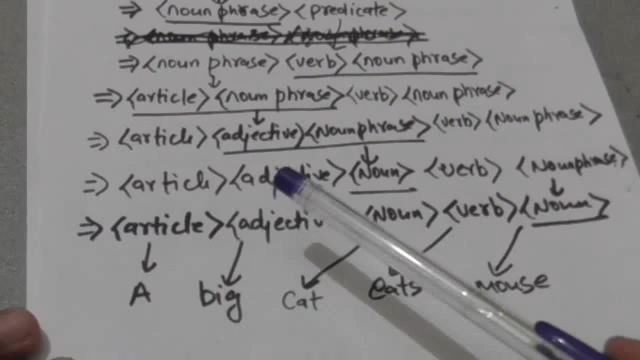 ⇒ <noun phrase><predicate>
⇒ <noun phrase> <verb> <noun phrase>
⇒ <article> <noun phrase> <verb> <noun phrase>
⇒ <article> <adjective><Noun phrase> <verb> <Noun phrase>
⇒ <article> <adjective> <Noun> <verb> <Noun phrase>
⇒ <article> <adjective <Noun> <verb> <Noun>
A big Cat eats mouse